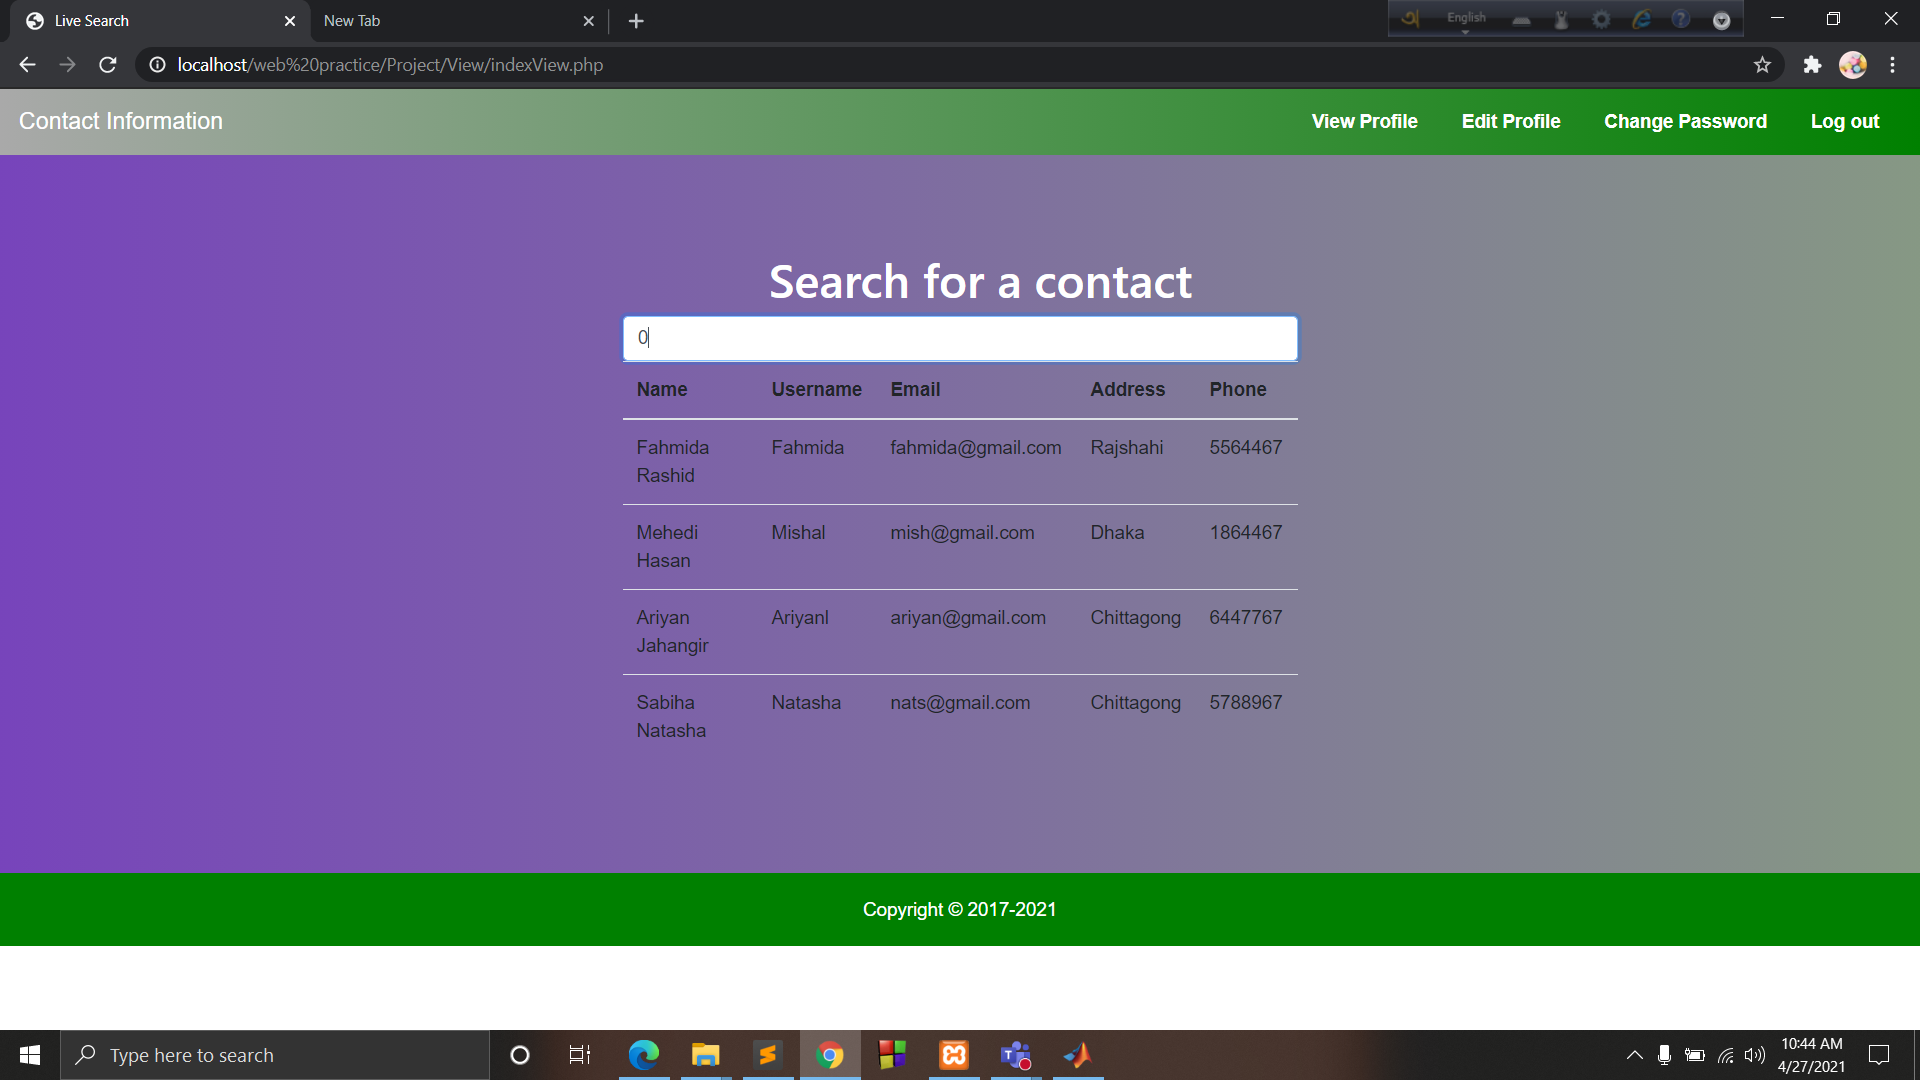 Live Search
New Tab
English
localhost/web%20practice/Project/View/indexView.php
Contact Information
View Profile
Edit Profile
Change Password
Log out
Search for a contact
0
Name Username Email Address Phone
Fahmida Rashid Fahmida fahmida@gmail.com Rajshahi 5564467
Mehedi Hasan Mishal mish@gmail.com Dhaka 1864467
Ariyan Jahangir Ariyanl ariyan@gmail.com Chittagong 6447767
Sabiha Natasha Natasha nats@gmail.com Chittagong 5788967
Copyright © 2017-2021
Type here to search
10:44 AM
4/27/2021